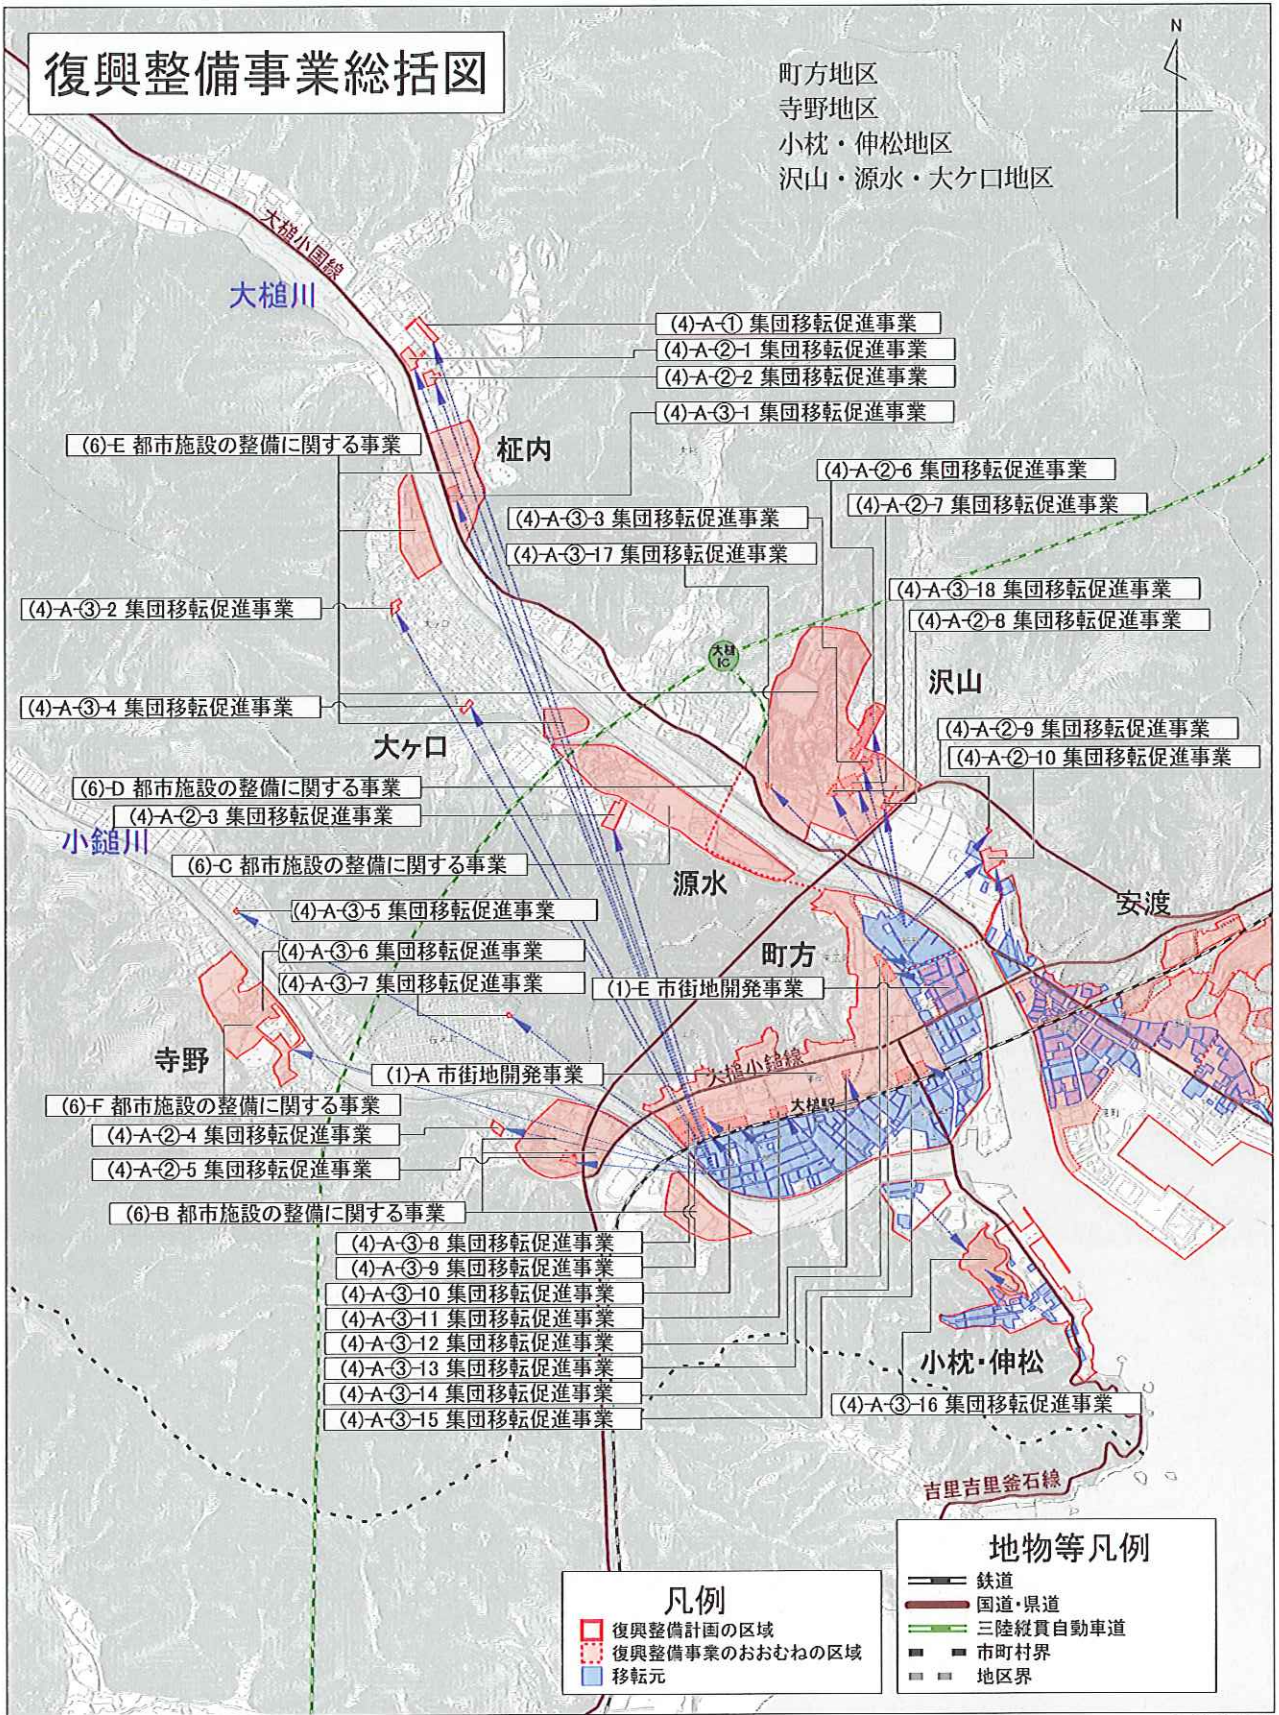 復興整備事業総括図
町方地区
寺野地区
小枕・伸松地区
沢山・源水・大ケ口地区
N
大槌小国線
大槌川
(4)-A-①集団移転促進事業
(4)-A-②-1 集団移転促進事業
(4)-A-②-2 集団移転促進事業
(4)-A-③-1 集団移転促進事業
(6)-E 都市施設の整備に関する事業
柾内
(4)-A-②-6 集団移転促進事業
(4)-A-②-7 集団移転促進事業
(4)-A-③-3 集団移転促進事業
(4)-A-③-17 集団移転促進事業
(4)-A-③-18 集団移転促進事業
(4)-A-②-8 集団移転促進事業
(4)-A-③-2 集団移転促進事業
大ヶ口
大槌
IC
沢山
(4)-A-③-4 集団移転促進事業
(4)-A-②-9 集団移転促進事業
(4)-A-②-10 集団移転促進事業
大ヶ口
(6)-D 都市施設の整備に関する事業
(4)-A-②-3 集団移転促進事業
小鎚川
(6)-C 都市施設の整備に関する事業
源水
安渡
(4)-A-③-5 集団移転促進事業
(4)-A-③-6 集団移転促進事業
(4)-A-③-7 集団移転促進事業
町方
(1)-E 市街地開発事業
寺野
(1)-A 市街地開発事業
大槌小鎚線
大槌駅
(6)-F 都市施設の整備に関する事業
(4)-A-②-4 集団移転促進事業
(4)-A-②-5 集団移転促進事業
(6)-B 都市施設の整備に関する事業
(4)-A-③-8 集団移転促進事業
(4)-A-③-9 集団移転促進事業
(4)-A-③-10 集団移転促進事業
(4)-A-③-11 集団移転促進事業
(4)-A-③-12 集団移転促進事業
(4)-A-③-13 集団移転促進事業
(4)-A-③-14 集団移転促進事業
(4)-A-③-15 集団移転促進事業
小枕・伸松
(4)-A-③-16 集団移転促進事業
吉里吉里釜石線
凡例
復興整備計画の区域
復興整備事業のおおむねの区域
移転元
地物等凡例
鉄道
国道・県道
三陸縦貫自動車道
市町村界
地区界